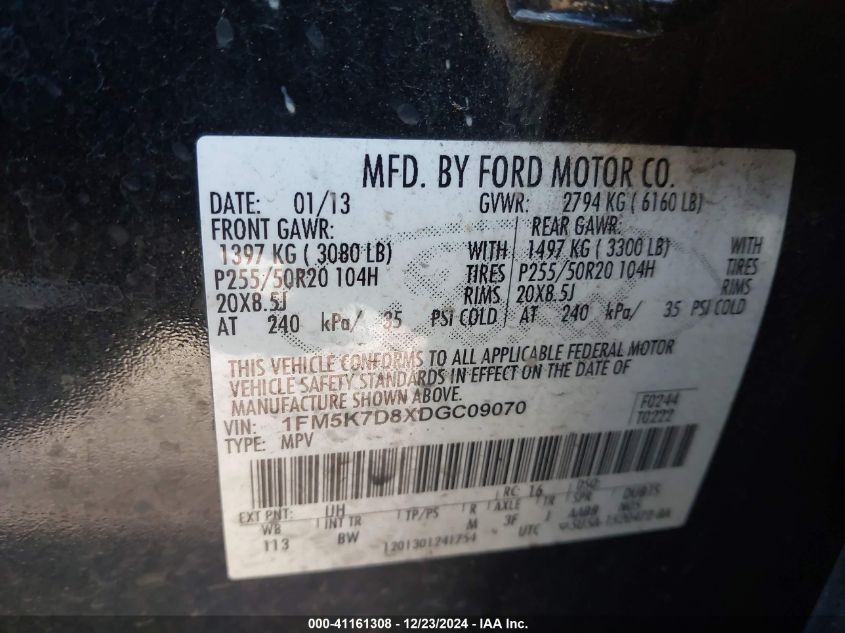 MFD. BY FORD MOTOR CO.
DATE: 01/13 GVWR: 2794 KG ( 6160 LB)
FRONT GAWR: REAR GAWR:
1397 KG ( 3080 LB) WITH 1497 KG ( 3300 LB) WITH
P255/50R20 104H TIRES P255/50R20 104H TIRES
20X8.5J RIMS 20X8.5J RIMS
AT 240 kPa/ 35 PSI COLD AT 240 kPa/ 35 PSI COLD
THIS VEHICLE CONFORMS TO ALL APPLICABLE FEDERAL MOTOR
VEHICLE SAFETY STANDARDS IN EFFECT ON THE DATE OF
MANUFACTURE SHOWN ABOVE.
VIN: 1FM5K7D8XDGC09070 F0244
TYPE: MPV T0222
EXT PNT: UH RC: 16 DSO:
WB INT TR TP/PS R AXLE TR SPR
113 BW M 3F J AABB
1201301241754 UTC
000-41161308 - 12/23/2024 - IAA, Inc.